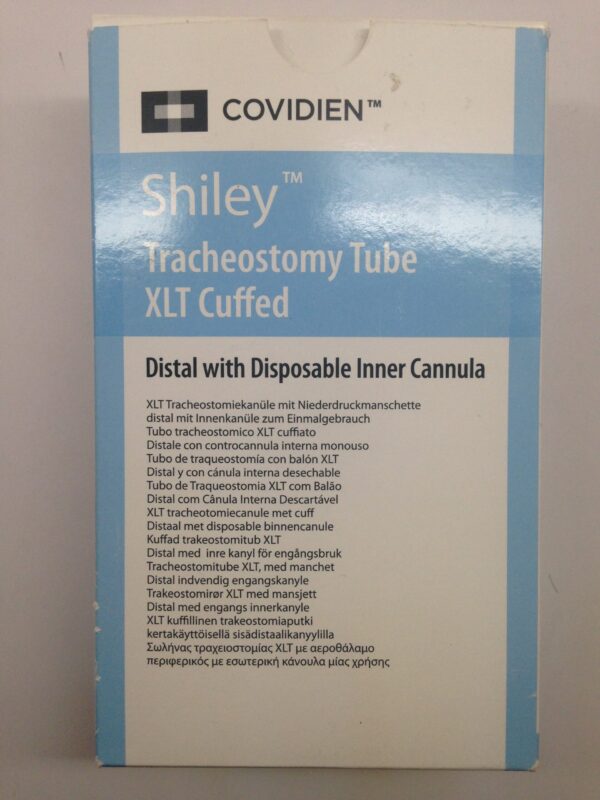 COVIDIEN™
Shiley™
Tracheostomy Tube
XLT Cuffed
Distal with Disposable Inner Cannula
XLT Tracheostomiekanüle mit Niederdruckmanschette
distal mit Innenkanüle zum Einmalgebrauch
Tubo tracheostomico XLT cuffiato
Distale con controcannula interna monouso
Tubo de traqueostomía con balón XLT
Distal y con cánula interna desechable
Tubo de Traqueostomia XLT com Balão
Distal com Cânula Interna Descartável
XLT tracheotomiecanule met cuff
Distaal met disposable binnencanule
Kuffad trakeostomitub XLT
Distal med inre kanyl för engångsbruk
Tracheostomitube XLT, med manchet
Distal indvendig engangskanyle
Trakeostomirør XLT med mansjett
Distal med engangs innerkanyle
XLT kuffillinen trakeostomiaputki
kertakäyttöisellä sisädistaalikanyylilla
Σωλήνας τραχειοστομίας XLT με αεροθάλαμο
περιφερικός με εσωτερική κάνουλα μίας χρήσης